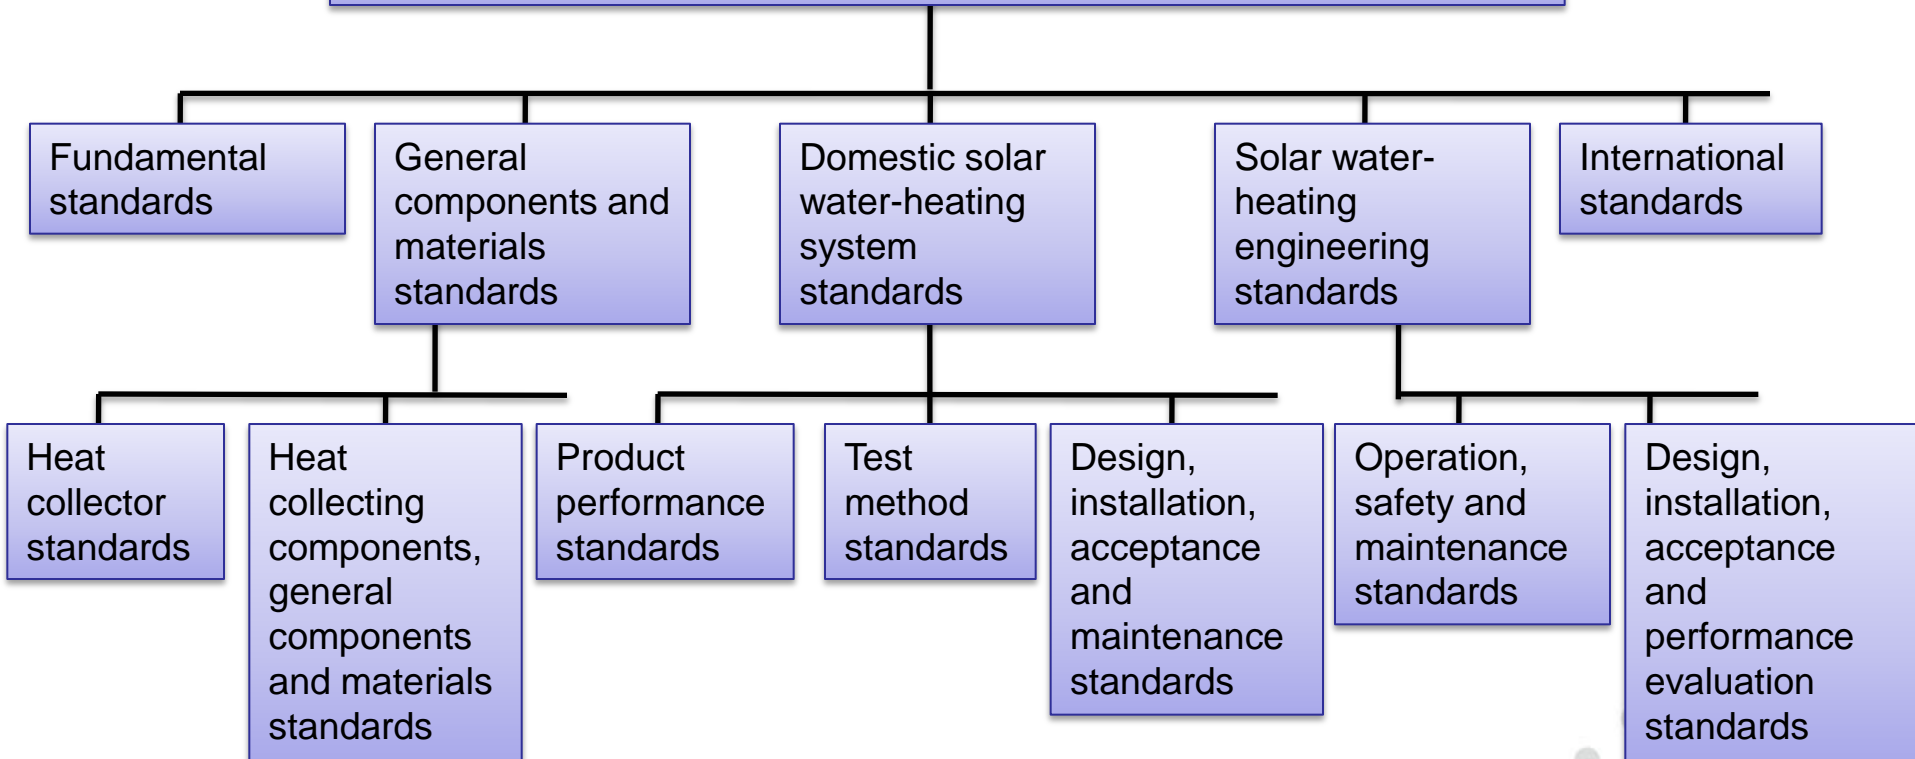 Fundamental
standards
General
components and
materials
standards
Domestic solar
water-heating
system
standards
Solar water-
heating
engineering
standards
International
standards
Heat
collector
standards
Heat
collecting
components,
general
components
and materials
standards
Product
performance
standards
Test
method
standards
Design,
installation,
acceptance
and
maintenance
standards
Operation,
safety and
maintenance
standards
Design,
installation,
acceptance
and
performance
evaluation
standards